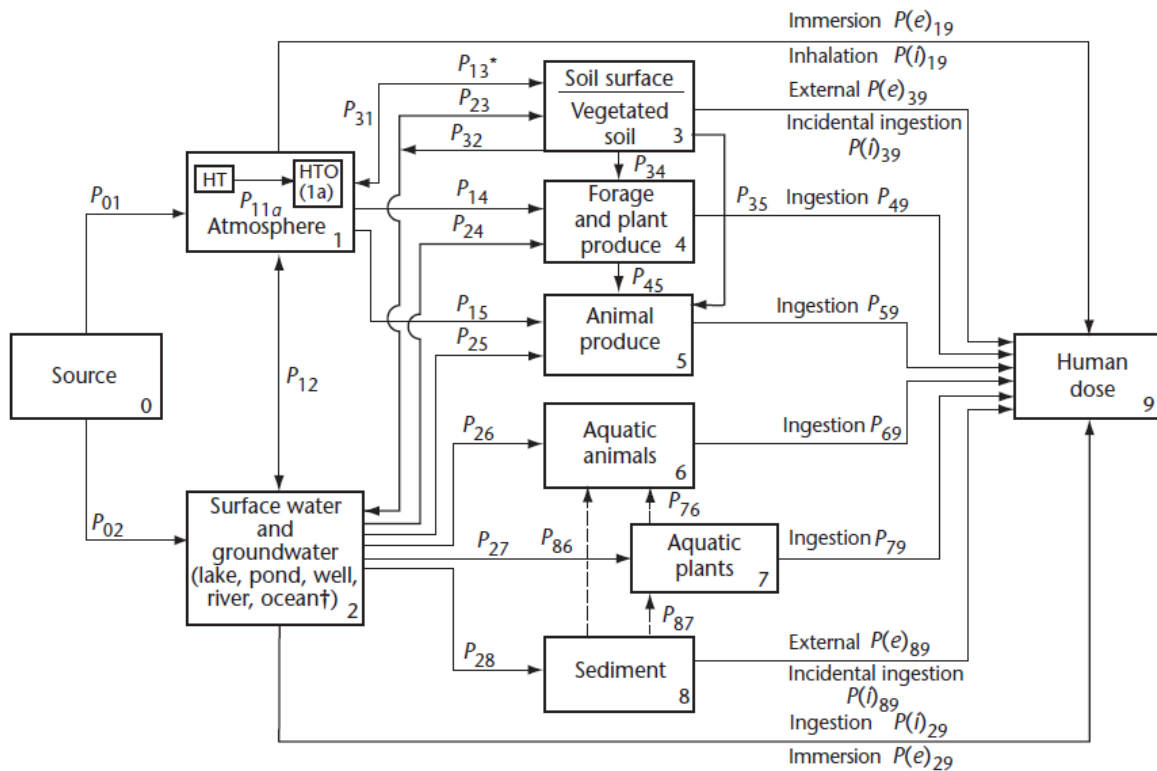 Immersion P(e)19
Inhalation P(i)19
P13*
Soil surface
External P(e)39
P23
Vegetated
soil
3
Incidental ingestion
P(i)39
P31
P32
P34
HT
HTO
(1a)
P01
P11a
Atmosphere
1
P14
P24
Forage
and plant
produce
4
P35
Ingestion P49
P45
P15
P25
Animal
produce
5
Ingestion P59
Source
0
P12
Human
dose
9
P26
Aquatic
animals
6
Ingestion P69
P76
P02
Surface water
and
groundwater
(lake, pond, well,
river, ocean†)
2
P27
P86
Aquatic
plants
7
Ingestion P79
P87
P28
Sediment
8
External P(e)89
Incidental ingestion
P(i)89
Ingestion P(i)29
Immersion P(e)29